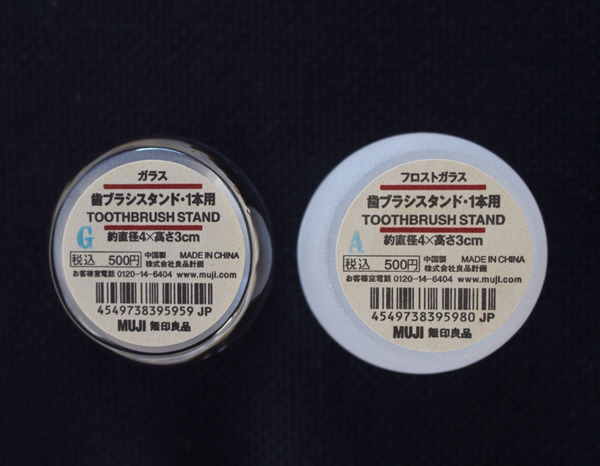 ガラス
歯ブラシスタンド・1本用
TOOTHBRUSH STAND
G
約直径4×高さ3cm
税込 500円
中国製 MADE IN CHINA
株式会社良品計画
お客様室電話 0120-14-6404 www.muji.com
4549738395959 JP
MUJI 無印良品
フロストガラス
歯ブラシスタンド・1本用
TOOTHBRUSH STAND
A
約直径4×高さ3cm
税込 500円
中国製 MADE IN CHINA
株式会社良品計画
お客様室電話 0120-14-6404 www.muji.com
4549738395980 JP
MUJI 無印良品